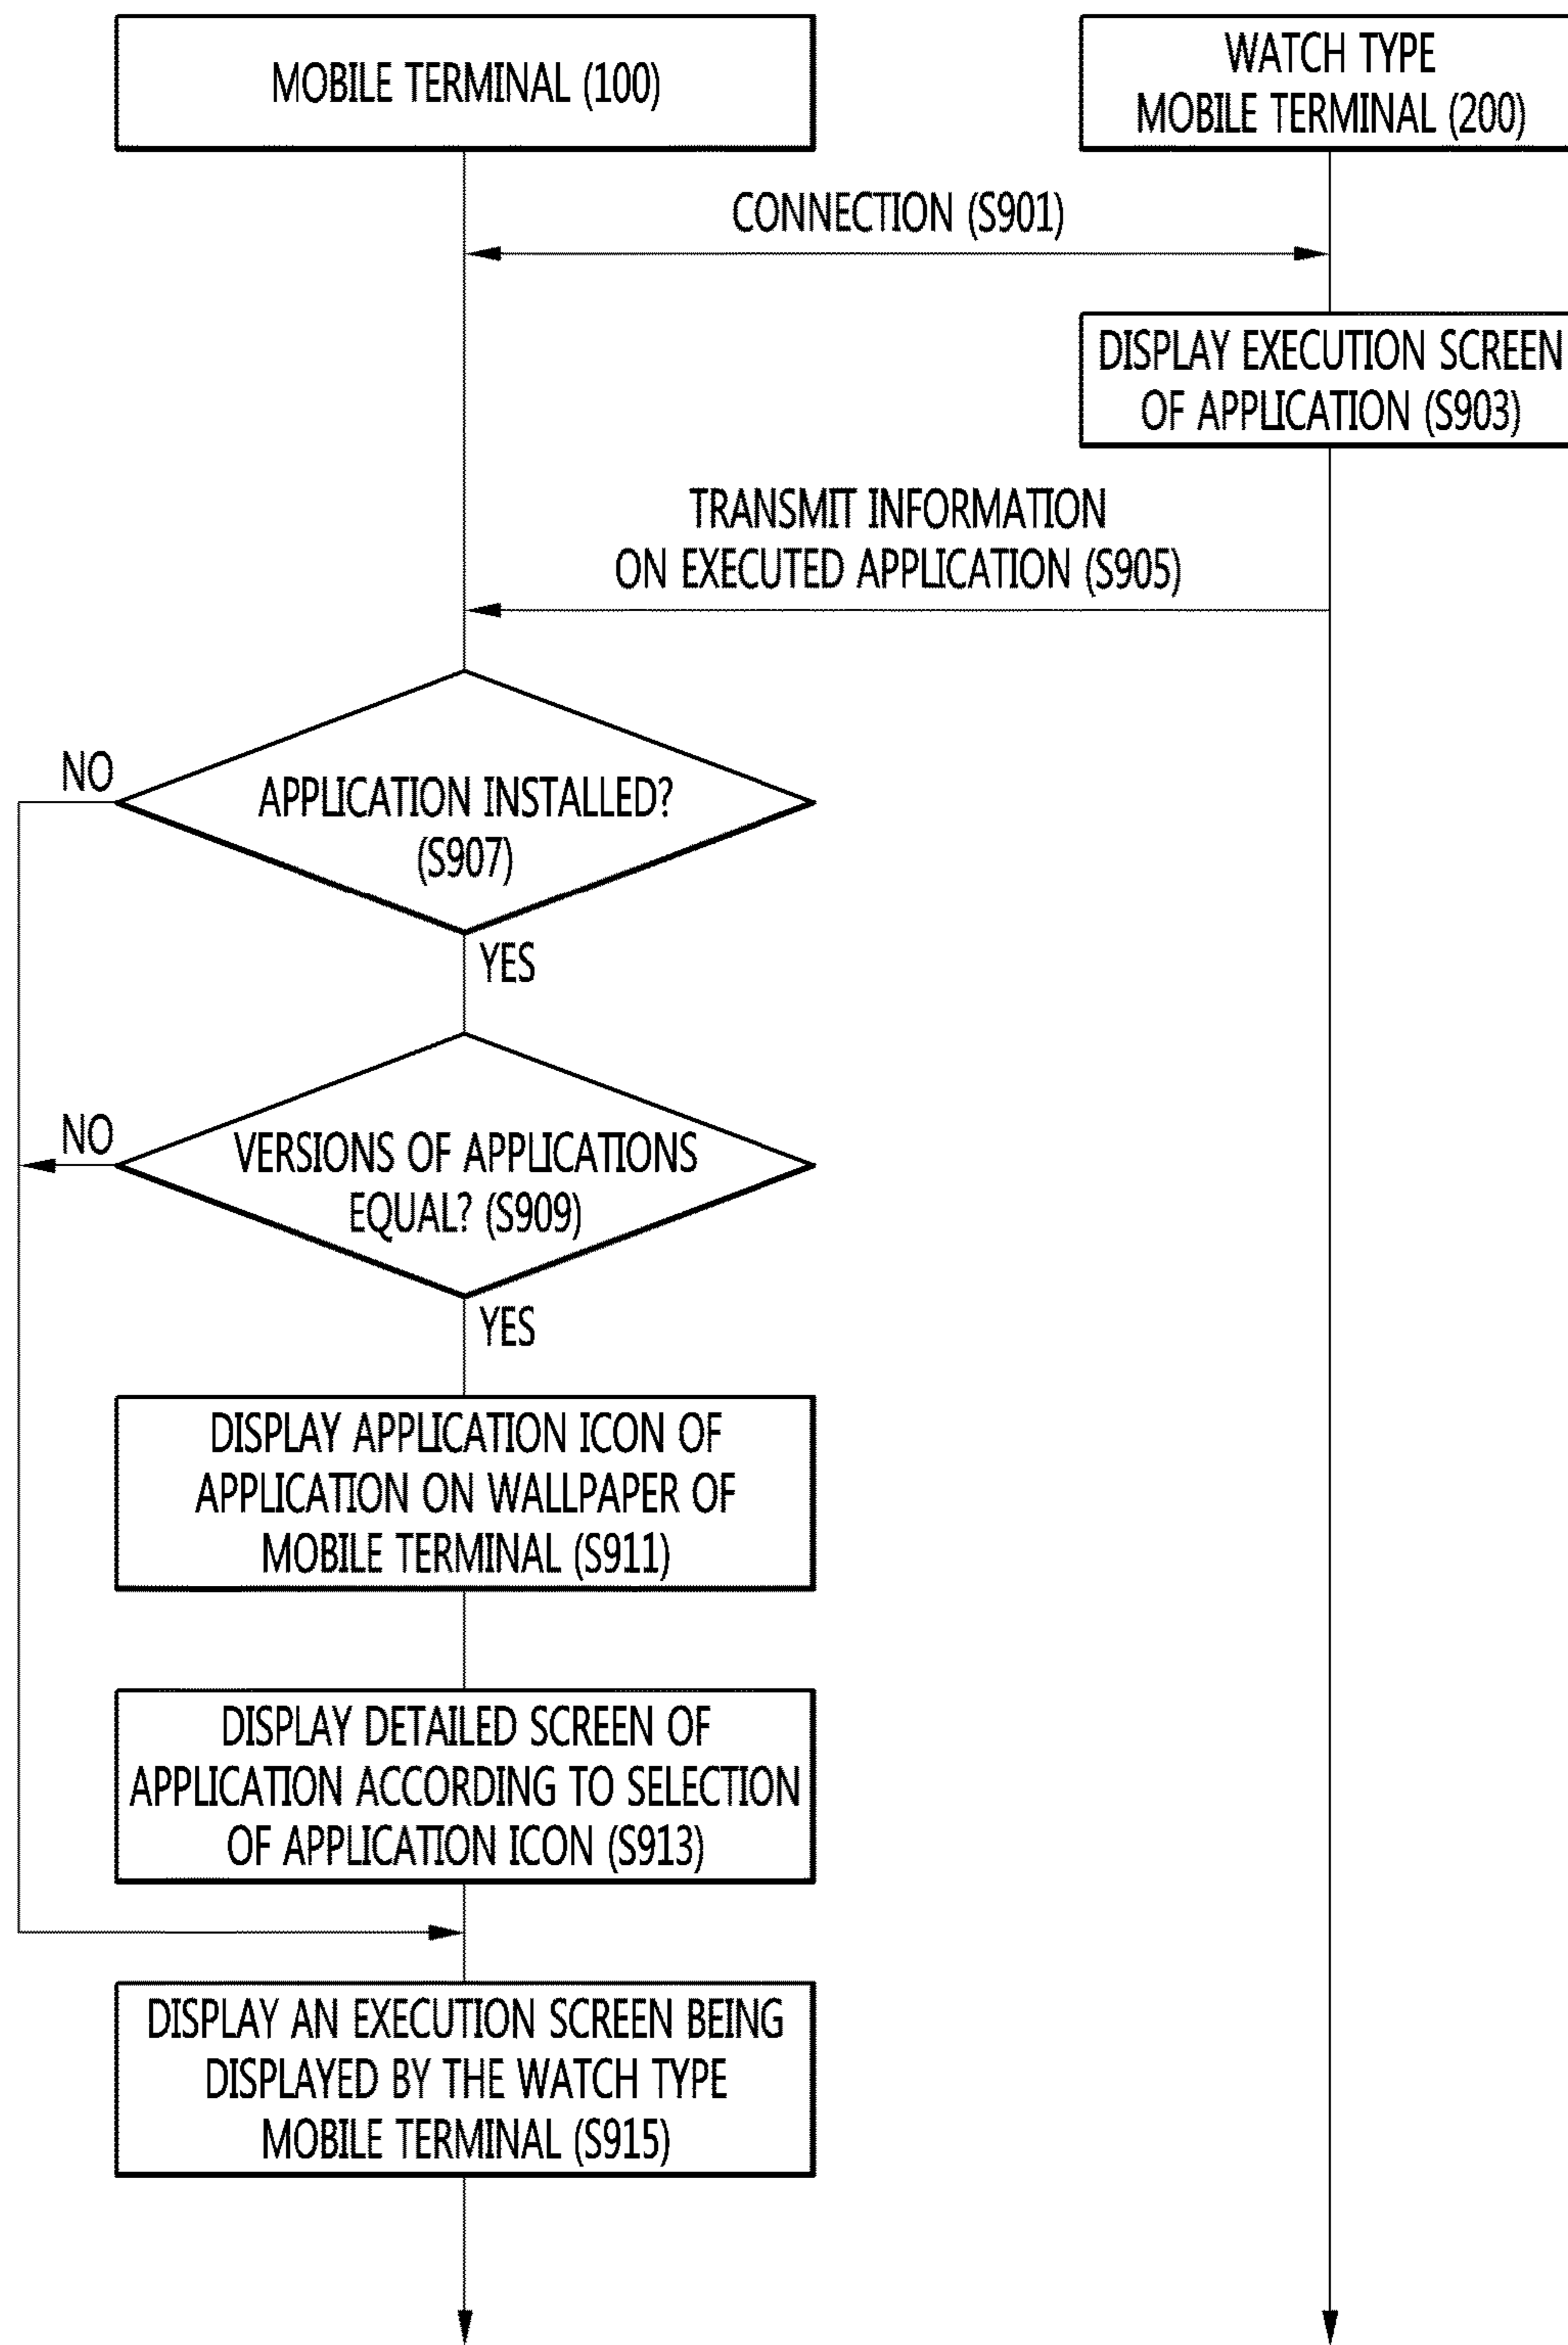 MOBILE TERMINAL (100)
WATCH TYPE
MOBILE TERMINAL (200)
CONNECTION (S901)
DISPLAY EXECUTION SCREEN
OF APPLICATION (S903)
TRANSMIT INFORMATION
ON EXECUTED APPLICATION (S905)
NO
APPLICATION INSTALLED?
(S907)
YES
NO
VERSIONS OF APPLICATIONS
EQUAL? (S909)
YES
DISPLAY APPLICATION ICON OF
APPLICATION ON WALLPAPER OF
MOBILE TERMINAL (S911)
DISPLAY DETAILED SCREEN OF
APPLICATION ACCORDING TO SELECTION
OF APPLICATION ICON (S913)
DISPLAY AN EXECUTION SCREEN BEING
DISPLAYED BY THE WATCH TYPE
MOBILE TERMINAL (S915)